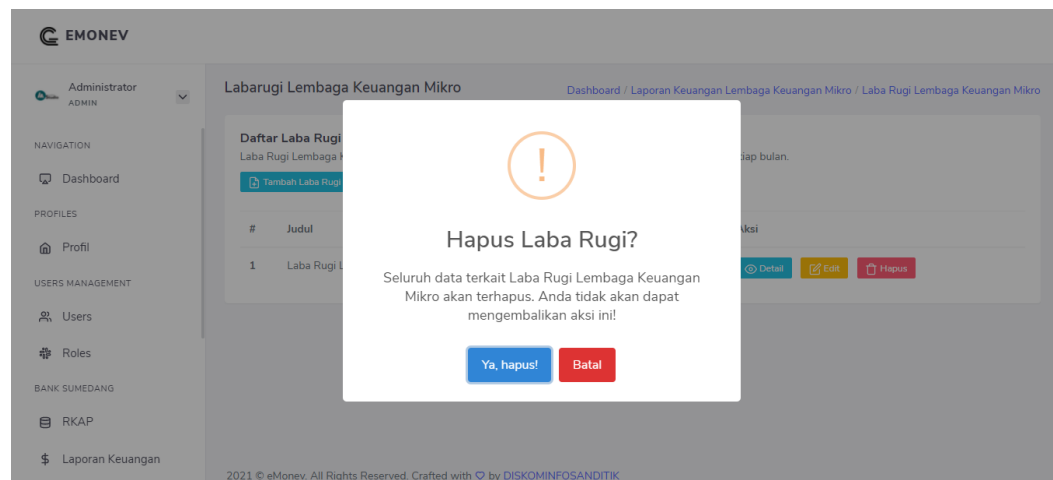 EMONEV
Administrator
ADMIN
NAVIGATION
Dashboard
PROFILES
Profil
USERS MANAGEMENT
Users
Roles
BANK SUMEDANG
RKAP
$ Laporan Keuangan
Labarugi Lembaga Keuangan Mikro
Dashboard / Laporan Keuangan Lembaga Keuangan Mikro / Laba Rugi Lembaga Keuangan Mikro
Daftar Laba Rugi
Laba Rugi Lembaga iap bulan.
Tambah Laba Rugi
# Judul Aksi
1 Laba Rugi L Detail Edit Hapus
!
Hapus Laba Rugi?
Seluruh data terkait Laba Rugi Lembaga Keuangan
Mikro akan terhapus. Anda tidak akan dapat
mengembalikan aksi ini!
Ya, hapus! Batal
2021 © eMonev. All Rights Reserved. Crafted with ♡ by DISKOMINFOSANDITIK